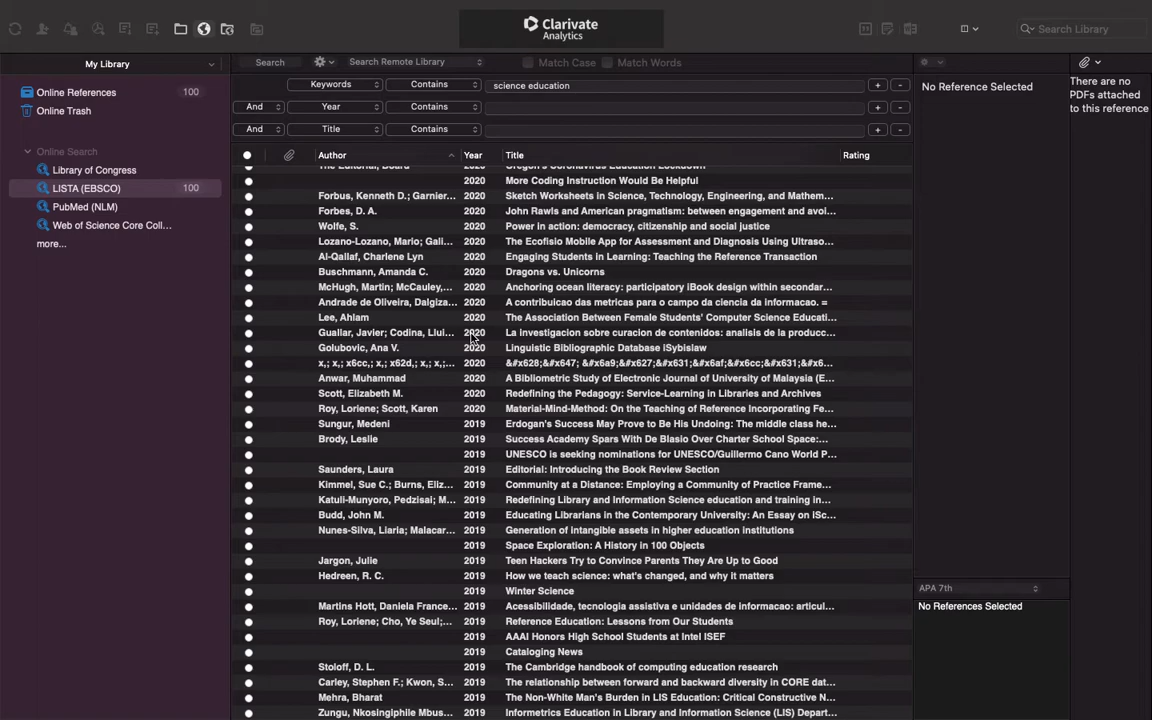 Clarivate
Analytics
Search Library
My Library
Search
Search Remote Library
Match Case
Match Words
Online References 100
Online Trash
Online Search
Library of Congress
LISTA (EBSCO) 100
PubMed (NLM)
Web of Science Core Coll...
more...
Keywords Contains science education + -
And Year Contains + -
And Title Contains + -
No Reference Selected
There are no
PDFs attached
to this reference
Author Year Title Rating
2020 More Coding Instruction Would Be Helpful
Forbus, Kenneth D.; Garnier... 2020 Sketch Worksheets in Science, Technology, Engineering, and Mathem...
Forbes, D. A. 2020 John Rawls and American pragmatism: between engagement and avoi...
Wolfe, S. 2020 Power in action: democracy, citizenship and social justice
Lozano-Lozano, Mario; Gali... 2020 The Ecofisio Mobile App for Assessment and Diagnosis Using Ultraso...
Al-Qallaf, Charlene Lyn 2020 Engaging Students in Learning: Teaching the Reference Transaction
Buschmann, Amanda C. 2020 Dragons vs. Unicorns
McHugh, Martin; McCauley,... 2020 Anchoring ocean literacy: participatory iBook design within secondar...
Andrade de Oliveira, Dalgiza... 2020 A contribuicao das metricas para o campo da ciencia da informacao. =
Lee, Ahlam 2020 The Association Between Female Students' Computer Science Educati...
Guallar, Javier; Codina, Llui... 2020 La investigacion sobre curacion de contenidos: analisis de la producc...
Golubovic, Ana V. 2020 Linguistic Bibliographic Database iSybislaw
x,; x,; x6cc,; x,; x62d,; x,; x,;... 2020 &#x628;&#x647; &#x6a9;&#x627;&#x631;&#x6af;&#x6cc;&#x631;&#x6...
Anwar, Muhammad 2020 A Bibliometric Study of Electronic Journal of University of Malaysia (E...
Scott, Elizabeth M. 2020 Redefining the Pedagogy: Service-Learning in Libraries and Archives
Roy, Loriene; Scott, Karen 2020 Material-Mind-Method: On the Teaching of Reference Incorporating Fe...
Sungur, Medeni 2019 Erdogan's Success May Prove to Be His Undoing: The middle class he...
Brody, Leslie 2019 Success Academy Spars With De Blasio Over Charter School Space:...
2019 UNESCO is seeking nominations for UNESCO/Guillermo Cano World P...
Saunders, Laura 2019 Editorial: Introducing the Book Review Section
Kimmel, Sue C.; Burns, Eliz... 2019 Community at a Distance: Employing a Community of Practice Frame...
Katuli-Munyoro, Pedzisai; M... 2019 Redefining Library and Information Science education and training in...
Budd, John M. 2019 Educating Librarians in the Contemporary University: An Essay on iSc...
Nunes-Silva, Liaria; Malacar... 2019 Generation of intangible assets in higher education institutions
2019 Space Exploration: A History in 100 Objects
Jargon, Julie 2019 Teen Hackers Try to Convince Parents They Are Up to Good
Hedreen, R. C. 2019 How we teach science: what's changed, and why it matters
2019 Winter Science
Martins Hott, Daniela France... 2019 Acessibilidade, tecnologia assistiva e unidades de informacao: articul...
Roy, Loriene; Cho, Ye Seul;... 2019 Reference Education: Lessons from Our Students
2019 AAAI Honors High School Students at Intel ISEF
2019 Cataloging News
Stoloff, D. L. 2019 The Cambridge handbook of computing education research
Carley, Stephen F.; Kwon, S... 2019 The relationship between forward and backward diversity in CORE dat...
Mehra, Bharat 2019 The Non-White Man's Burden in LIS Education: Critical Constructive N...
Zungu, Nkosingiphile Mbus... 2019 Informetrics Education in Library and Information Science (LIS) Depart...
APA 7th
No References Selected